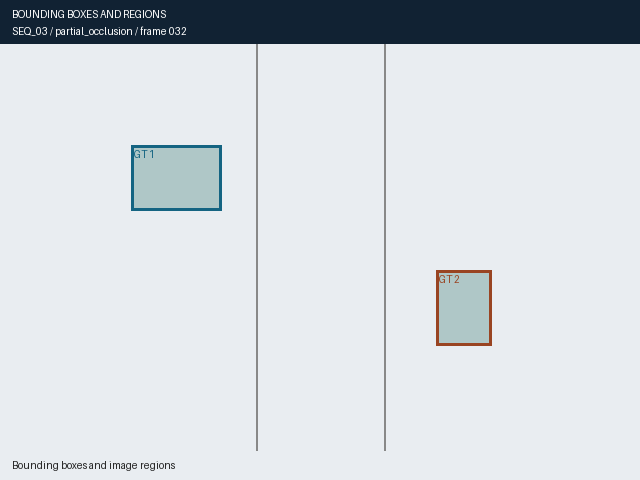 BOUNDING BOXES AND REGIONS
SEQ_03 / partial_occlusion / frame 032
GT1
GT2
Bounding boxes and image regions